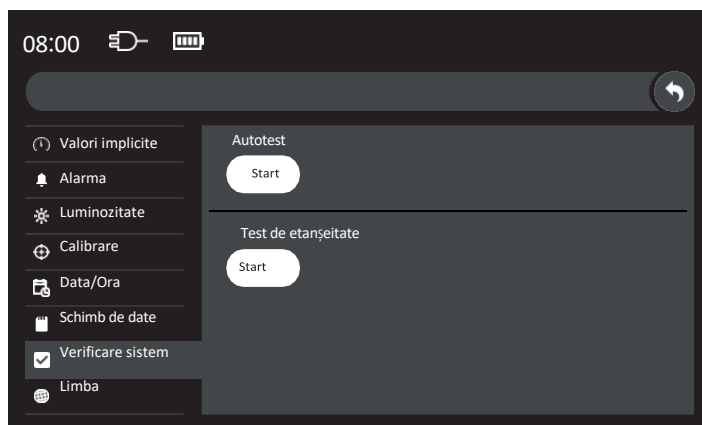 08:00
Valori implicite
Alarma
Luminozitate
Calibrare
Data/Ora
Schimb de date
Verificare sistem
Limba
Autotest
Start
Test de etanșeitate
Start